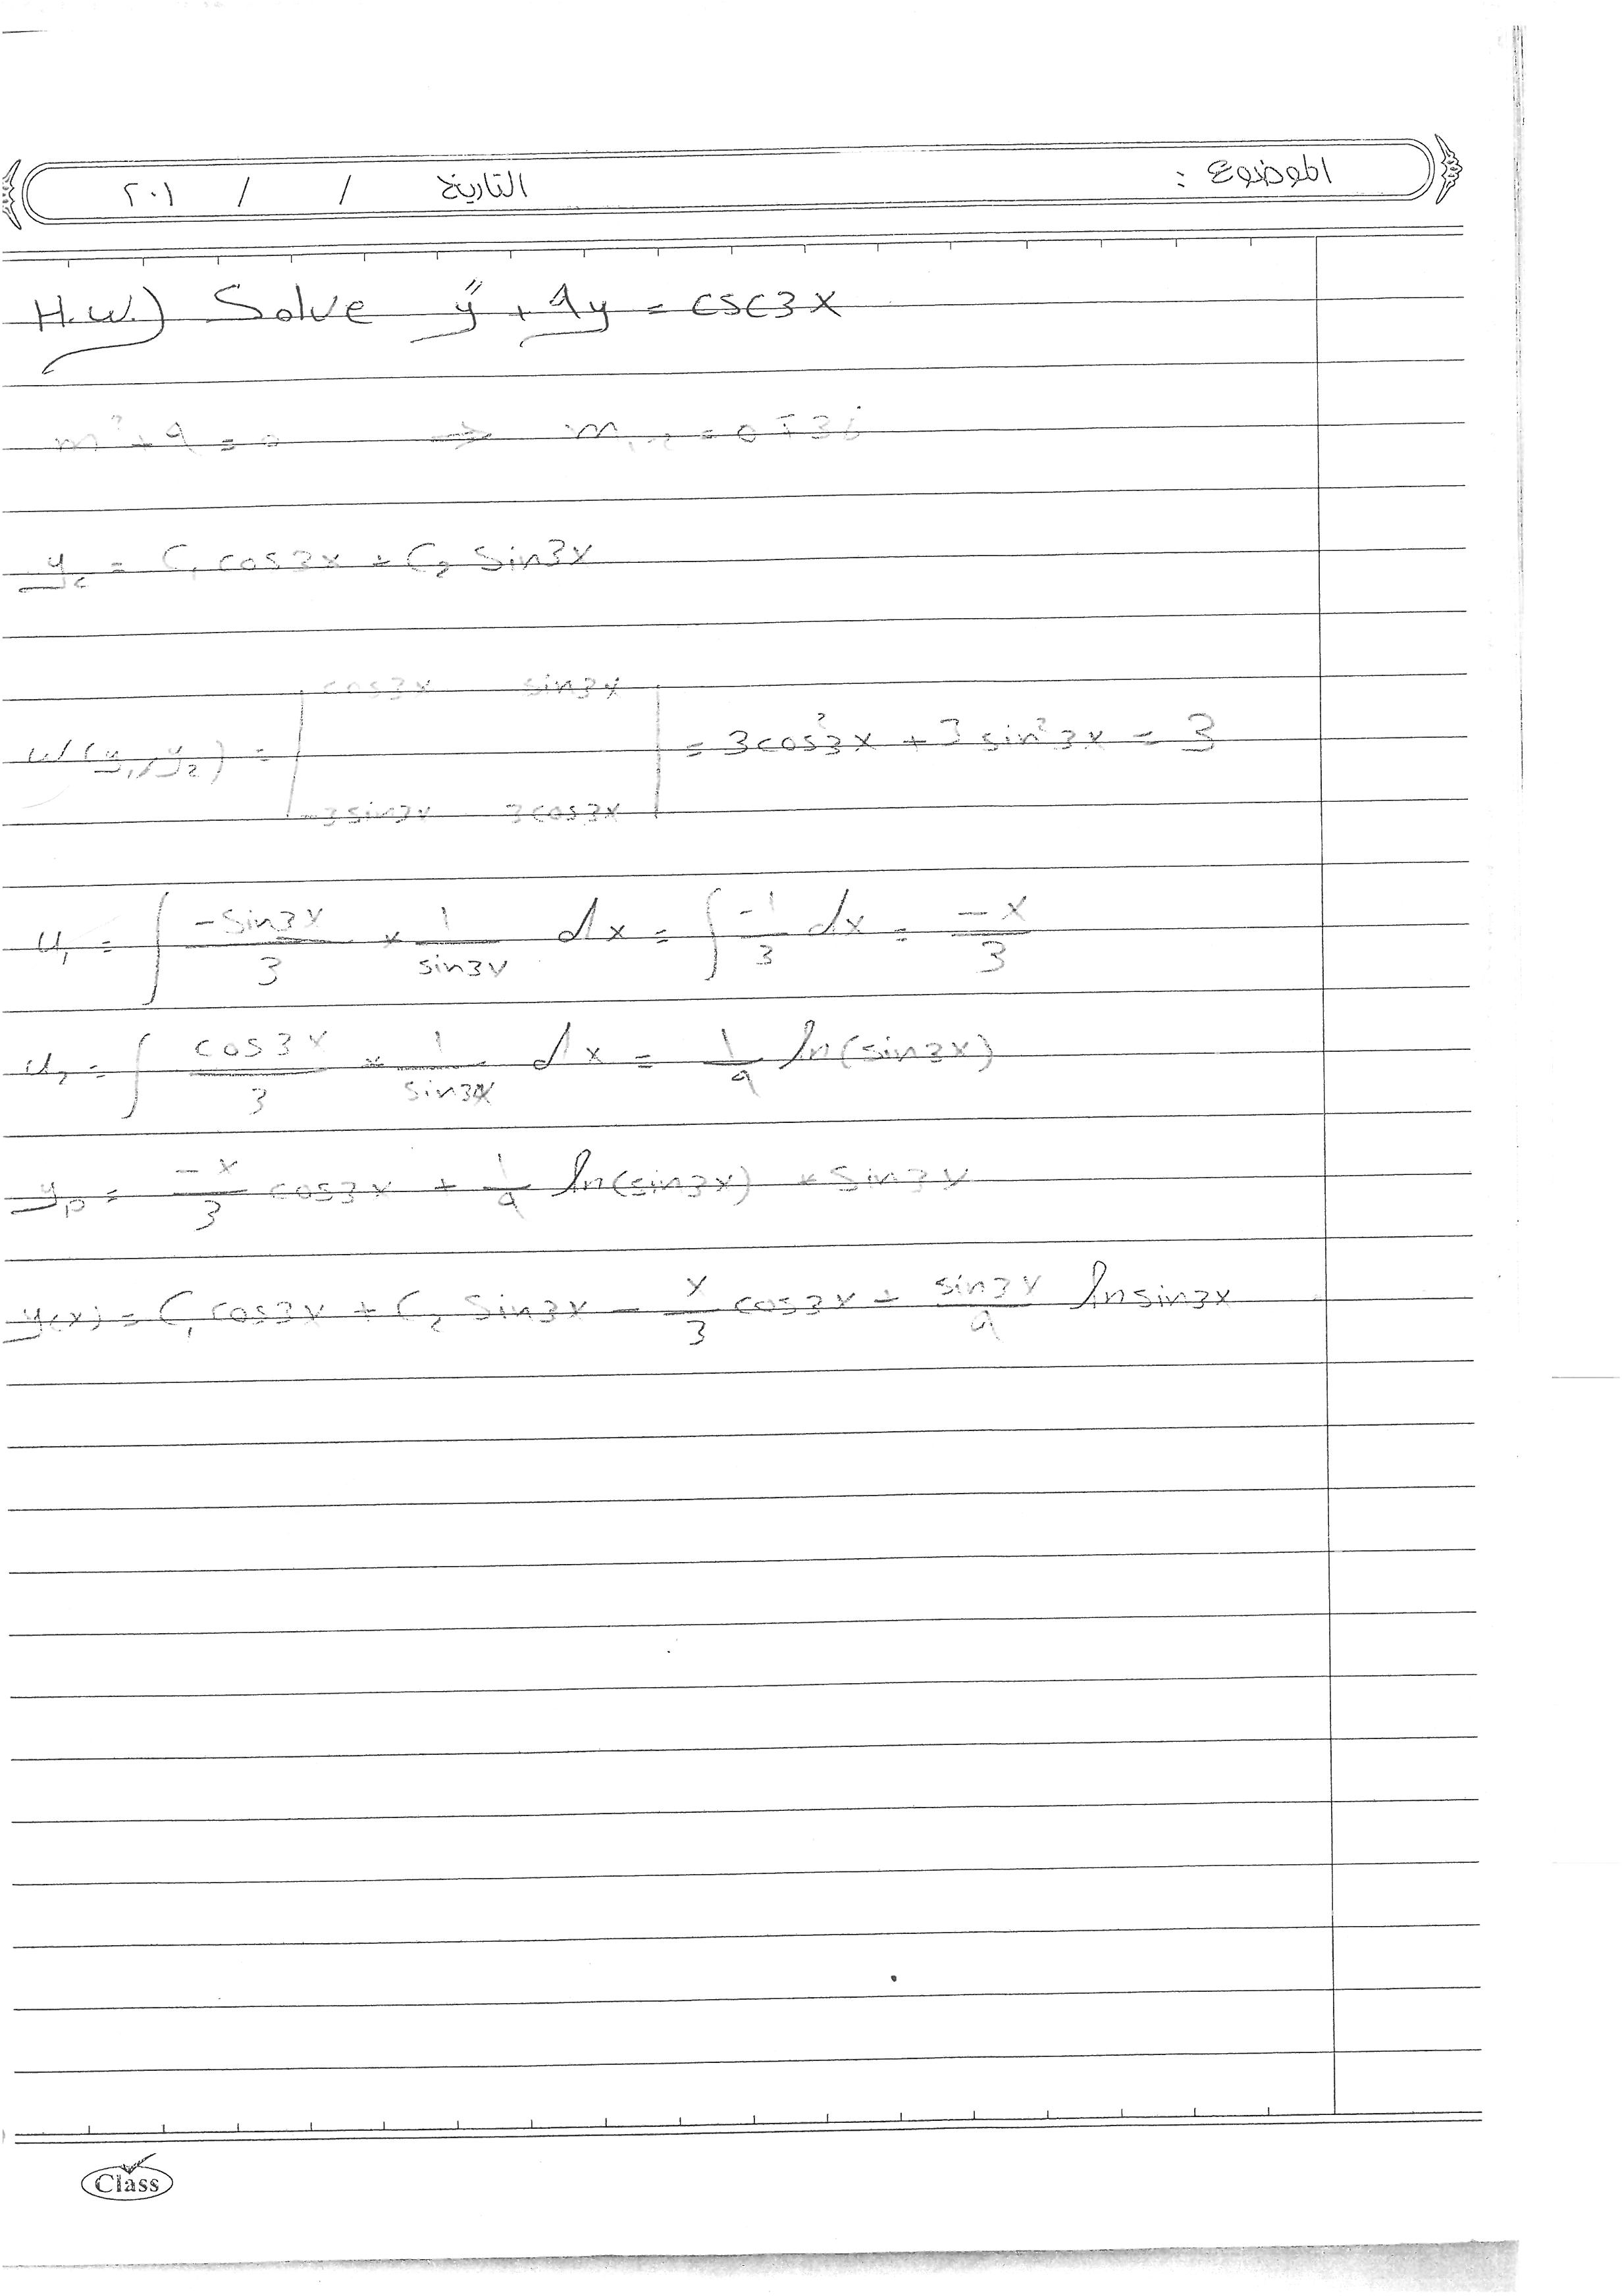 الموضوع :
التاريخ / / ٢٠١
H.W.) Solve y'' + 9y = csc3x
m² + 9 = 0 ⇒ m₁,₂ = 0 ∓ 3i
y_c = C₁ cos3x + C₂ sin3x
cos3x sin3x
W(y₁, y₂) = = 3cos²3x + 3 sin²3x = 3
-3sin3x 3cos3x
u₁ = ∫ -sin3x/3 × 1/sin3x dx = ∫ -1/3 dx = -x/3
u₂ = ∫ cos3x/3 × 1/sin3x dx = 1/9 ln(sin3x)
y_p = -x/3 cos3x + 1/9 ln(sin3x) × sin3x
y(x) = C₁ cos3x + C₂ sin3x - x/3 cos3x + sin3x/9 ln sin3x
Class